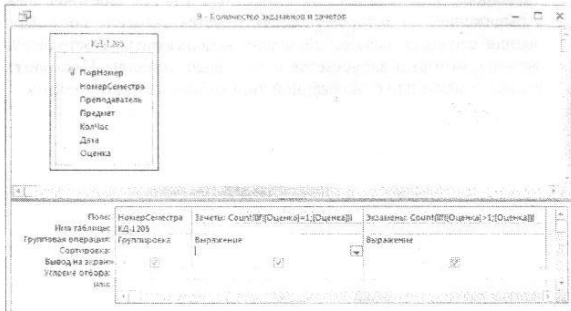 9 - Количество экзаменов и зачетов
КД-1205
ПорНомер
НомерСеместра
Преподаватель
Предмет
КолЧас
Дата
Оценка
Поле: НомерСеместра Зачеты: Count(IIf([Оценка]=1;[Оценка])) Экзамены: Count(IIf([Оценка]>1;[Оценка]))
Имя таблицы: КД-1205
Групповая операция: Группировка Выражение Выражение
Сортировка:
Вывод на экран:
Условие отбора:
или: